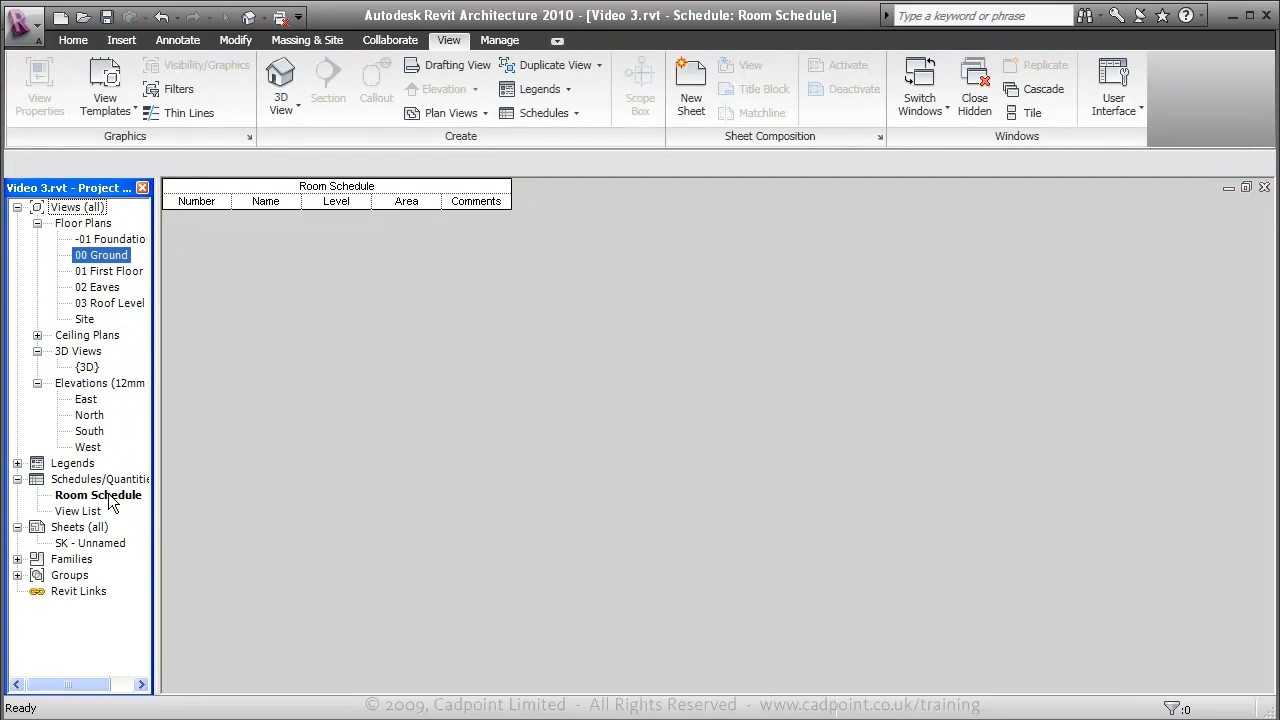 Autodesk Revit Architecture 2010 - [Video 3.rvt - Schedule: Room Schedule]
Type a keyword or phrase
Home Insert Annotate Modify Massing & Site Collaborate View Manage
View Properties
View Templates
Visibility/Graphics
Filters
Thin Lines
3D View
Section
Callout
Drafting View
Elevation
Plan Views
Duplicate View
Legends
Schedules
Scope Box
New Sheet
View
Title Block
Matchline
Activate
Deactivate
Switch Windows
Close Hidden
Replicate
Cascade
Tile
User Interface
Graphics Create Sheet Composition Windows
Video 3.rvt - Project ...
Views (all)
Floor Plans
-01 Foundatio
00 Ground
01 First Floor
02 Eaves
03 Roof Level
Site
Ceiling Plans
3D Views
{3D}
Elevations (12mm
East
North
South
West
Legends
Schedules/Quantitie
Room Schedule
View List
Sheets (all)
SK - Unnamed
Families
Groups
Revit Links
Room Schedule
Number Name Level Area Comments
© 2009, Cadpoint Limited - All Rights Reserved - www.cadpoint.co.uk/training
Ready
:0